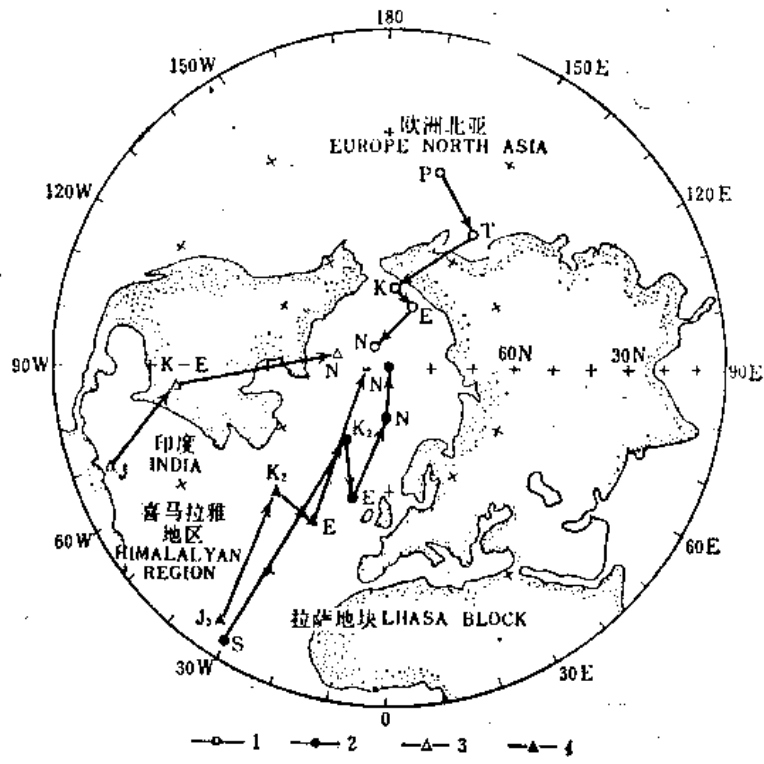 180
150W
150E
欧洲北亚
EUROPE NORTH ASIA
P
120W
120E
T
K
E
N
90W
K-E
N
60N
30N
90E
N
N
K₂
J
印度
INDIA
K₂
E
E
喜马拉雅
地区
HIMALALYAN
REGION
60W
60E
J₃
S
拉萨地块 LHASA BLOCK
30W
30E
0
1 2 3 4